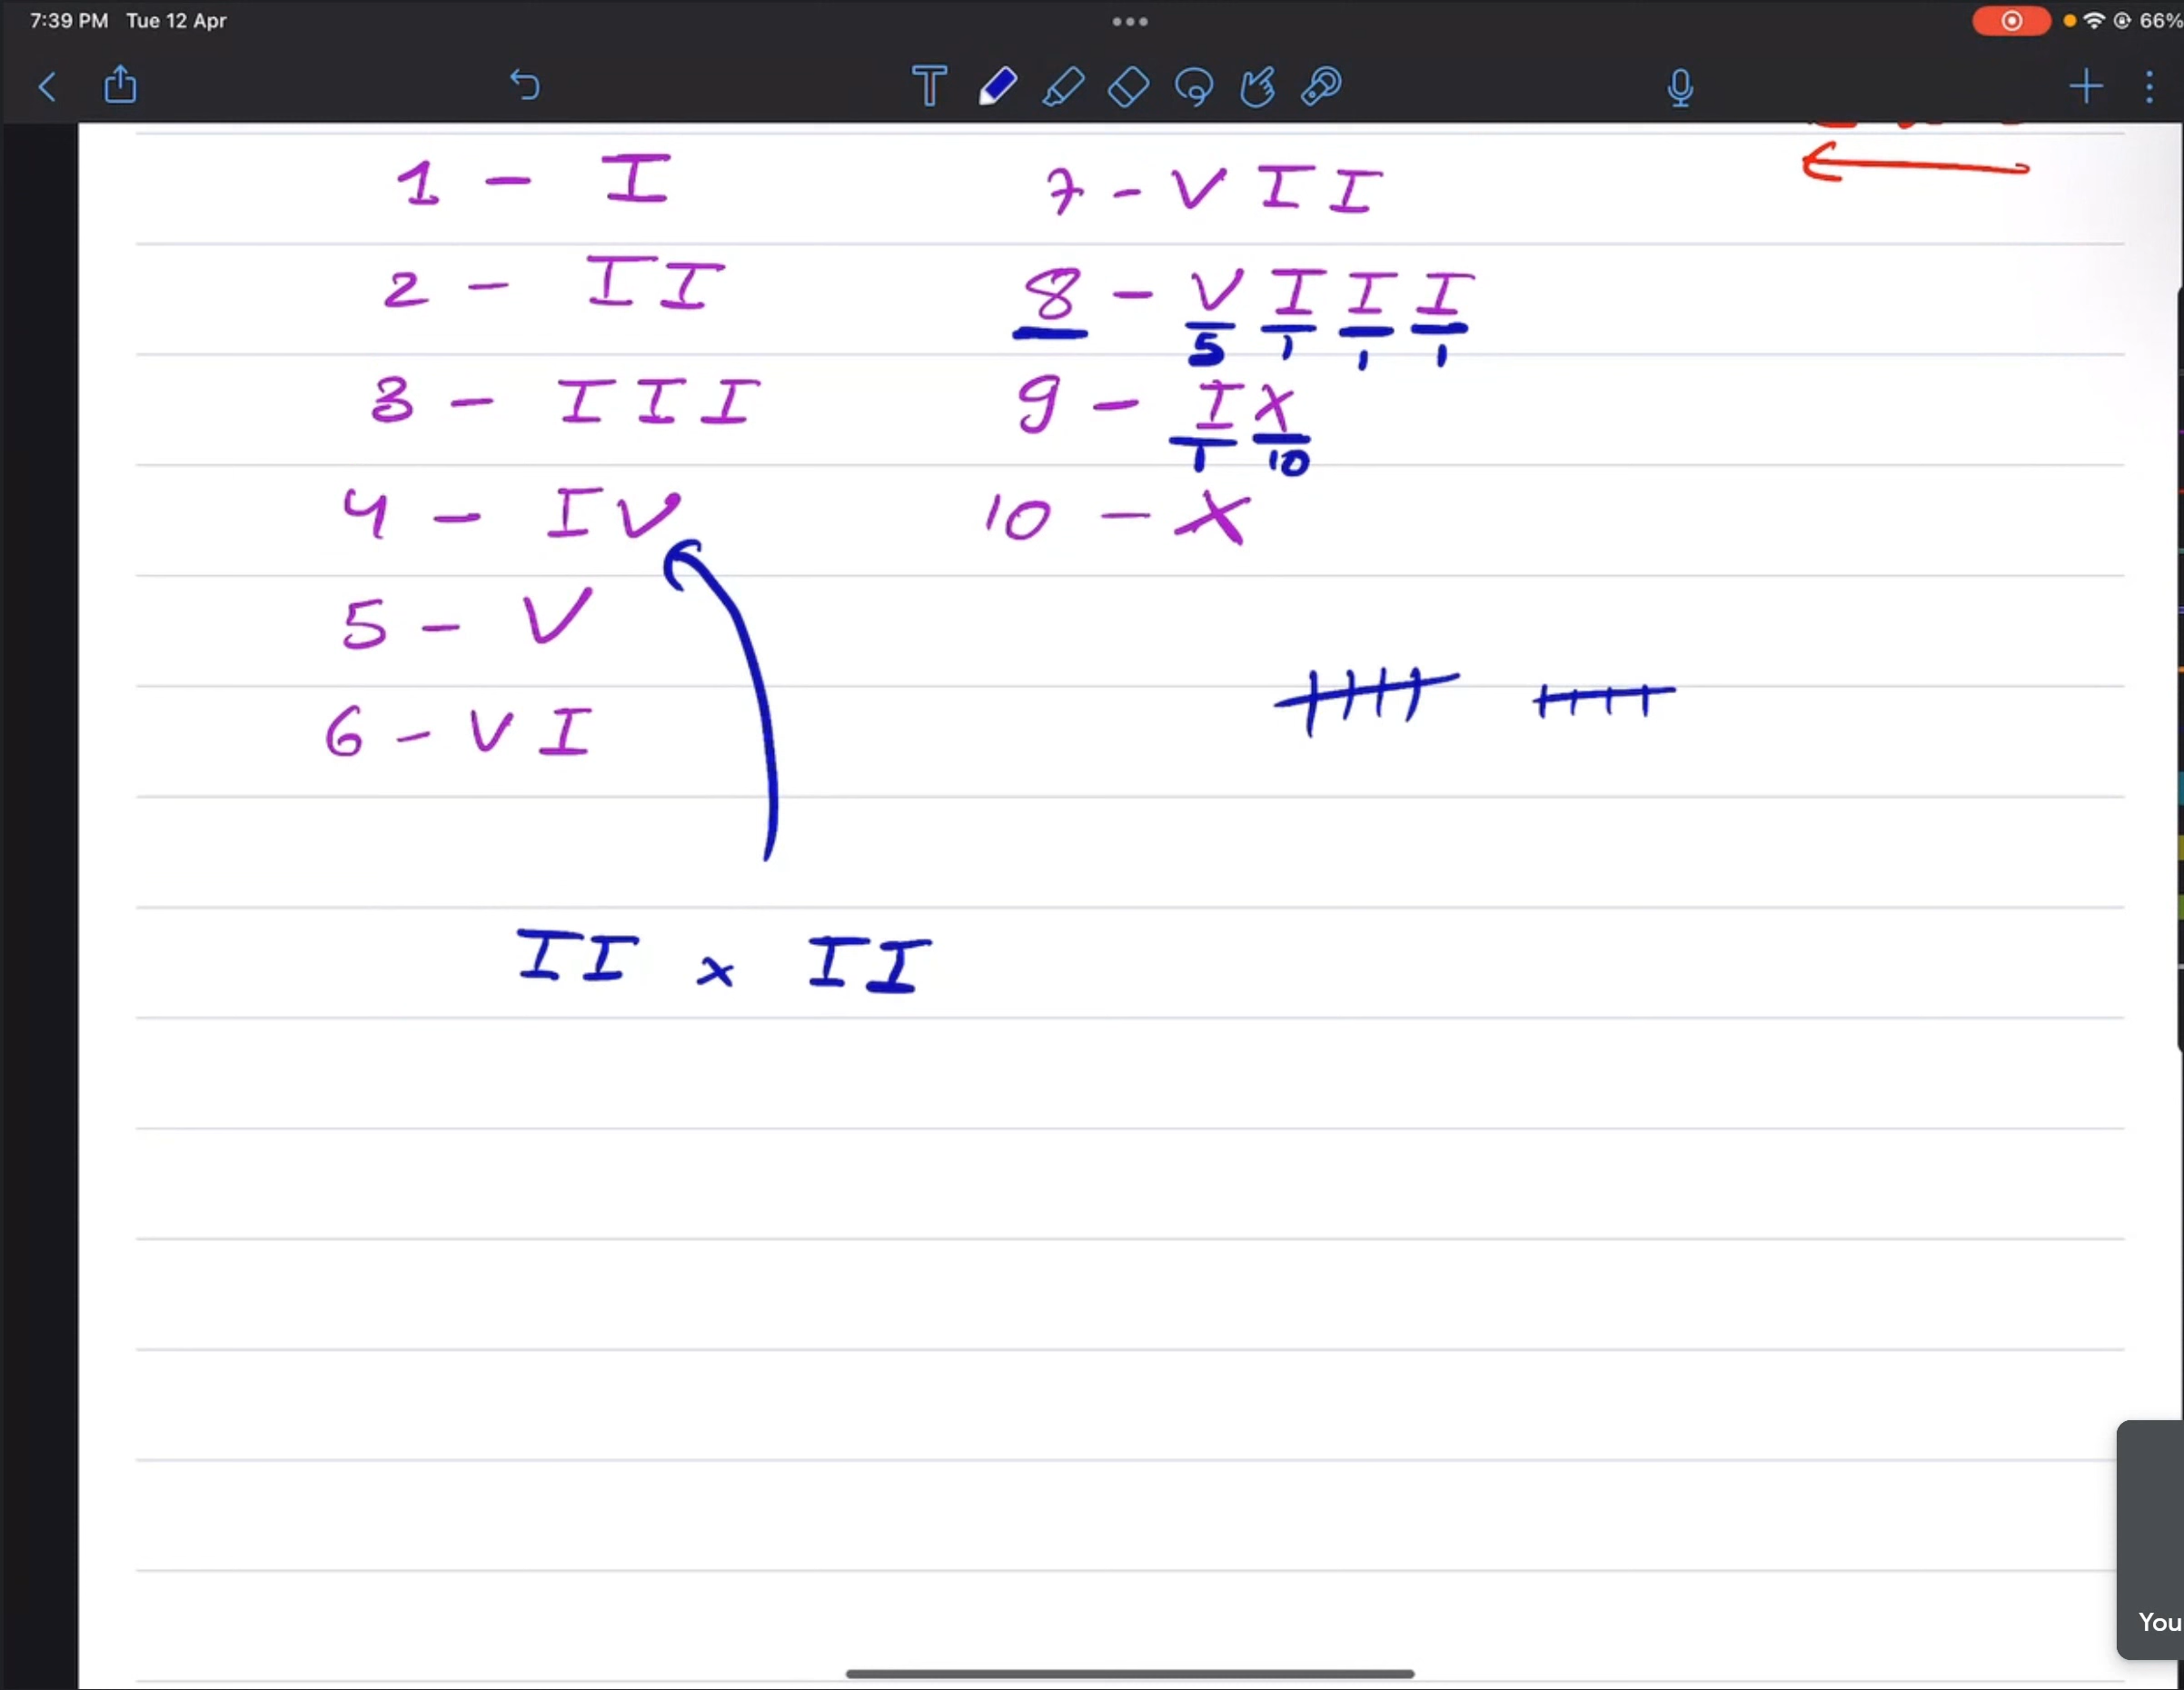 7:39 PM Tue 12 Apr
66%
1 - I
2 - II
3 - III
4 - IV
5 - V
6 - VI
7 - VII
8 - VIII
5 1 1 1
9 - IX
1 10
10 - X
II x II
You